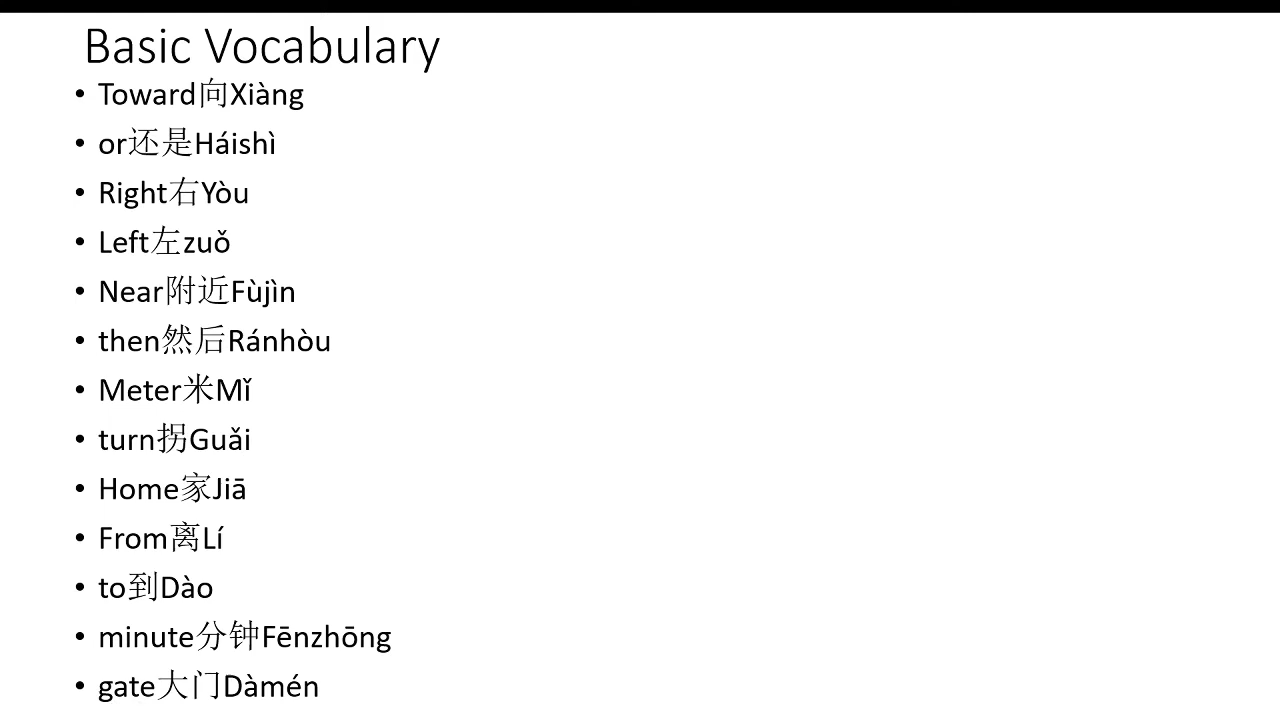 Basic Vocabulary
• Toward向Xiàng
• or还是Háishì
• Right右Yòu
• Left左zuǒ
• Near附近Fùjìn
• then然后Ránhòu
• Meter米Mǐ
• turn拐Guǎi
• Home家Jiā
• From离Lí
• to到Dào
• minute分钟Fēnzhōng
• gate大门Dàmén